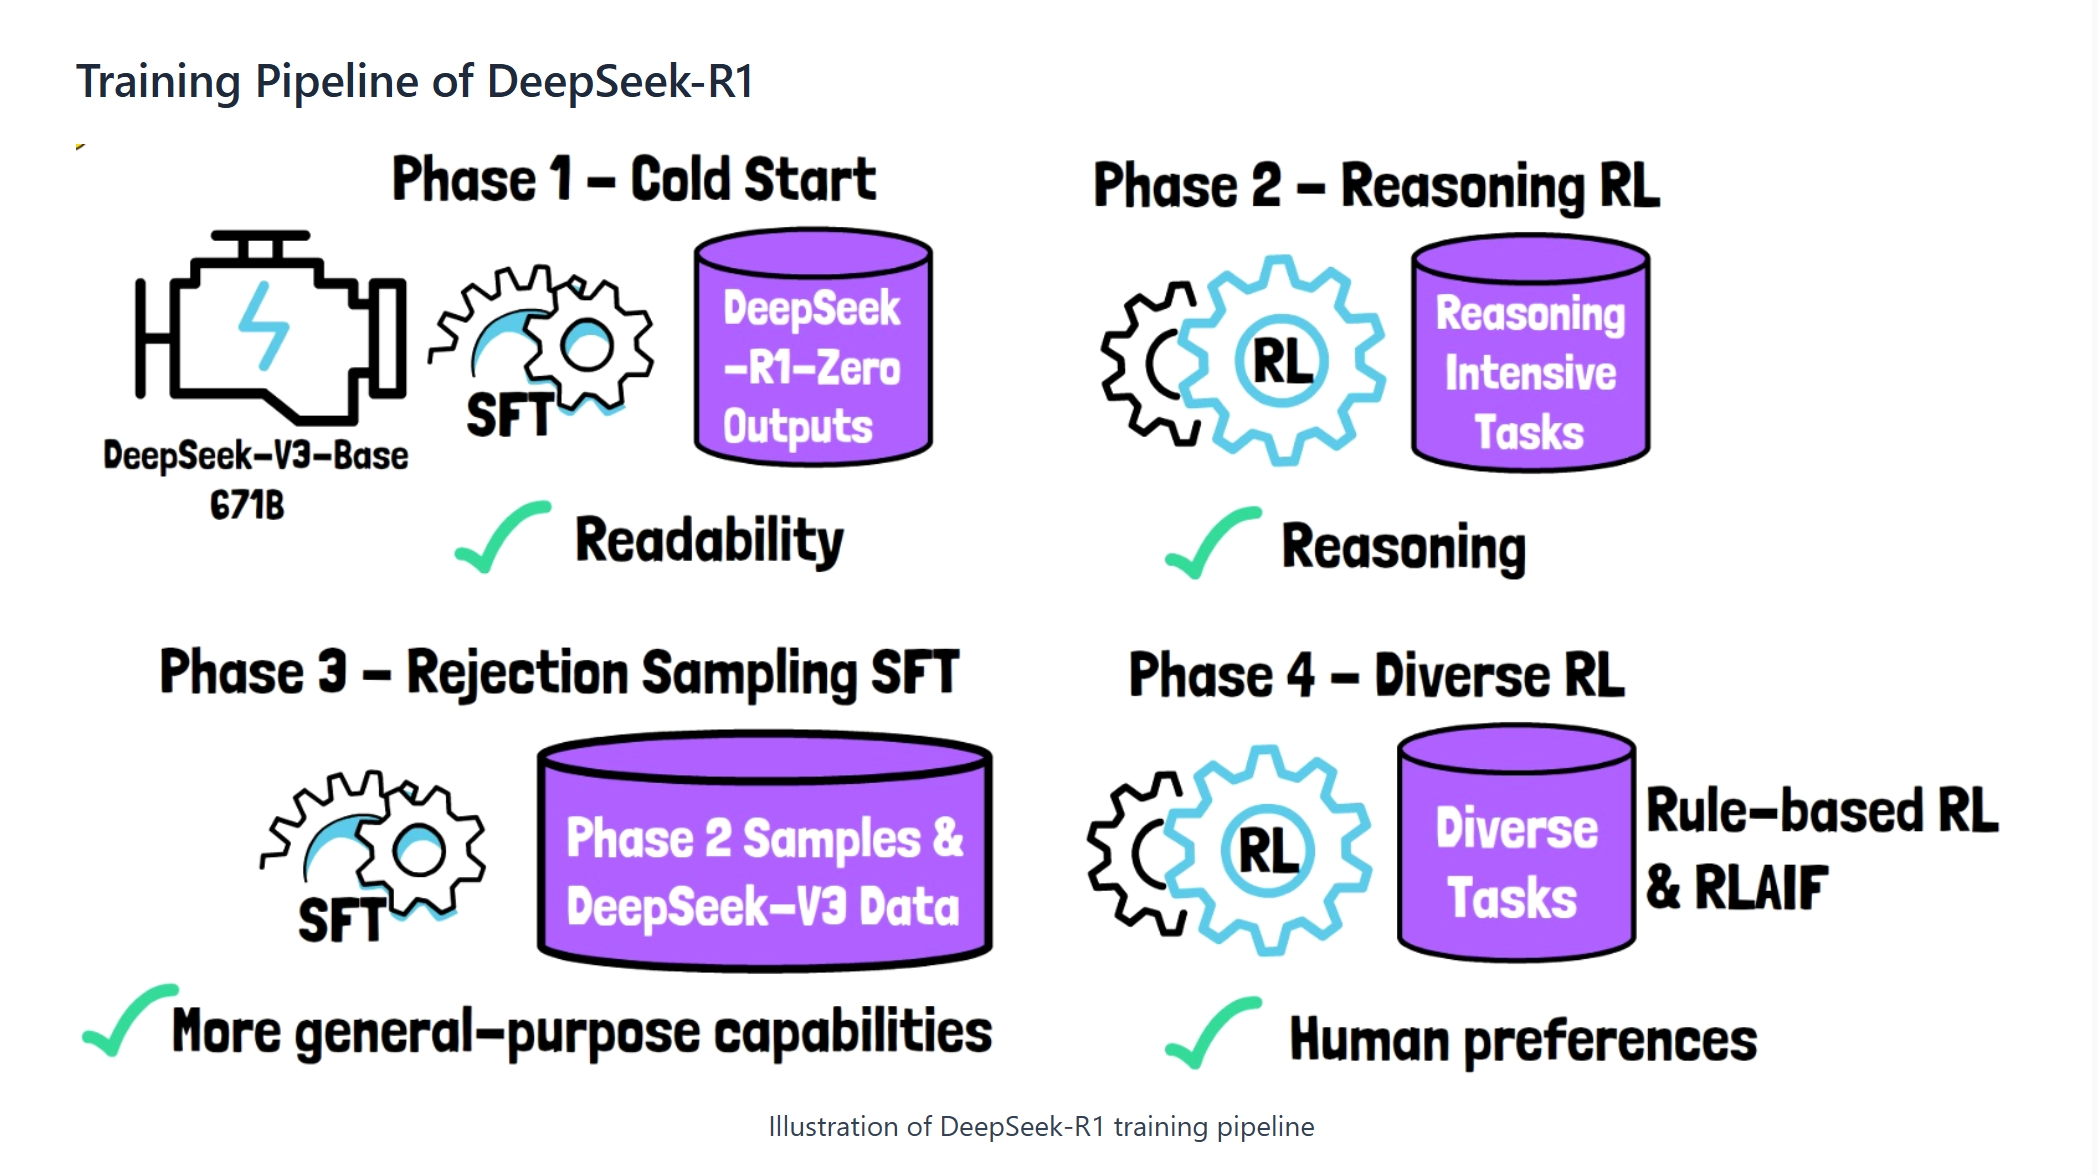 Training Pipeline of DeepSeek-R1
Phase 1 – Cold Start
DeepSeek-V3-Base
671B
SFT
DeepSeek
-R1-Zero
Outputs
Readability
Phase 2 – Reasoning RL
RL
Reasoning
Intensive
Tasks
Reasoning
Phase 3 – Rejection Sampling SFT
SFT
Phase 2 Samples &
DeepSeek-V3 Data
More general-purpose capabilities
Phase 4 – Diverse RL
RL
Diverse
Tasks
Rule-based RL
& RLAIF
Human preferences
Illustration of DeepSeek-R1 training pipeline